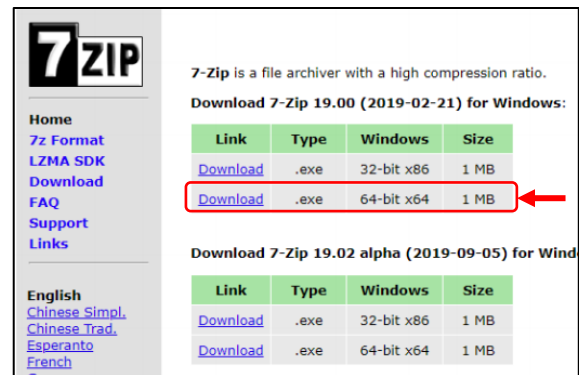 7 ZIP
Home
7z Format
LZMA SDK
Download
FAQ
Support
Links
English
Chinese Simpl.
Chinese Trad.
Esperanto
French
7-Zip is a file archiver with a high compression ratio.
Download 7-Zip 19.00 (2019-02-21) for Windows:
Link Type Windows Size
Download .exe 32-bit x86 1 MB
Download .exe 64-bit x64 1 MB
Download 7-Zip 19.02 alpha (2019-09-05) for Wind
Link Type Windows Size
Download .exe 32-bit x86 1 MB
Download .exe 64-bit x64 1 MB